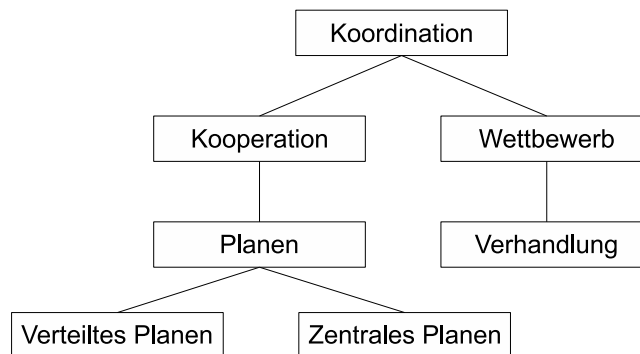 Koordination
Kooperation
Wettbewerb
Planen
Verhandlung
Verteiltes Planen
Zentrales Planen